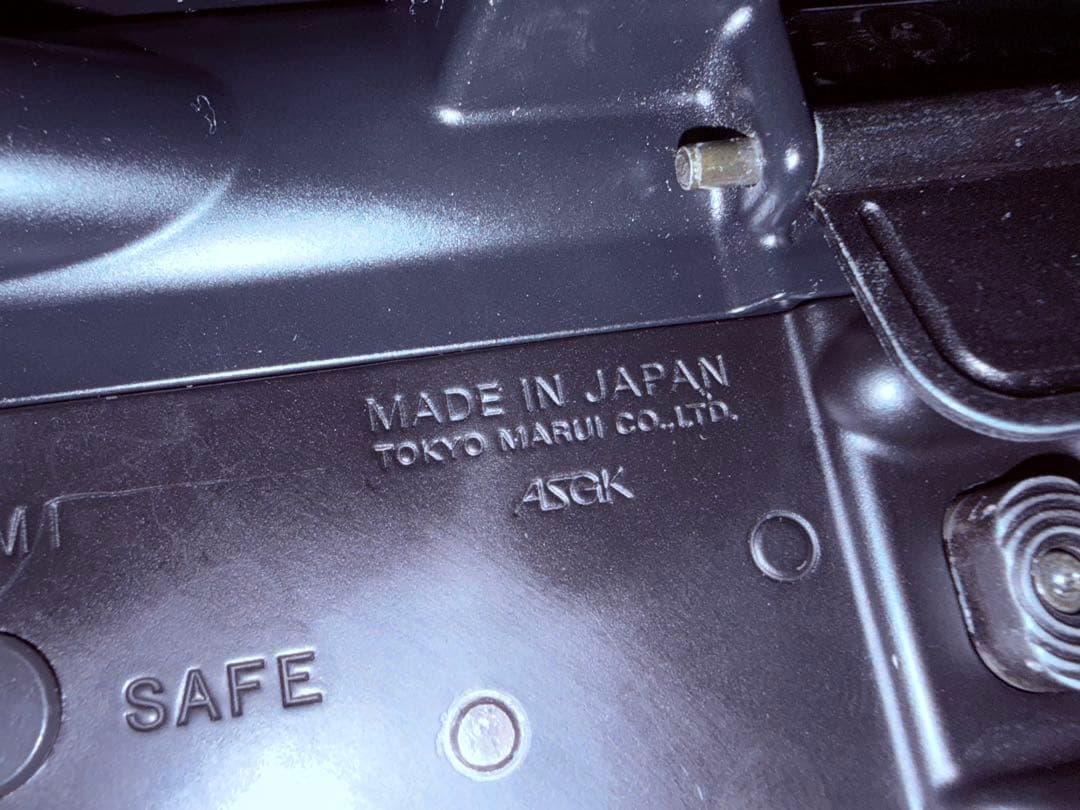 MADE IN JAPAN
TOKYO MARUI CO.,LTD.
ASGK
SAFE